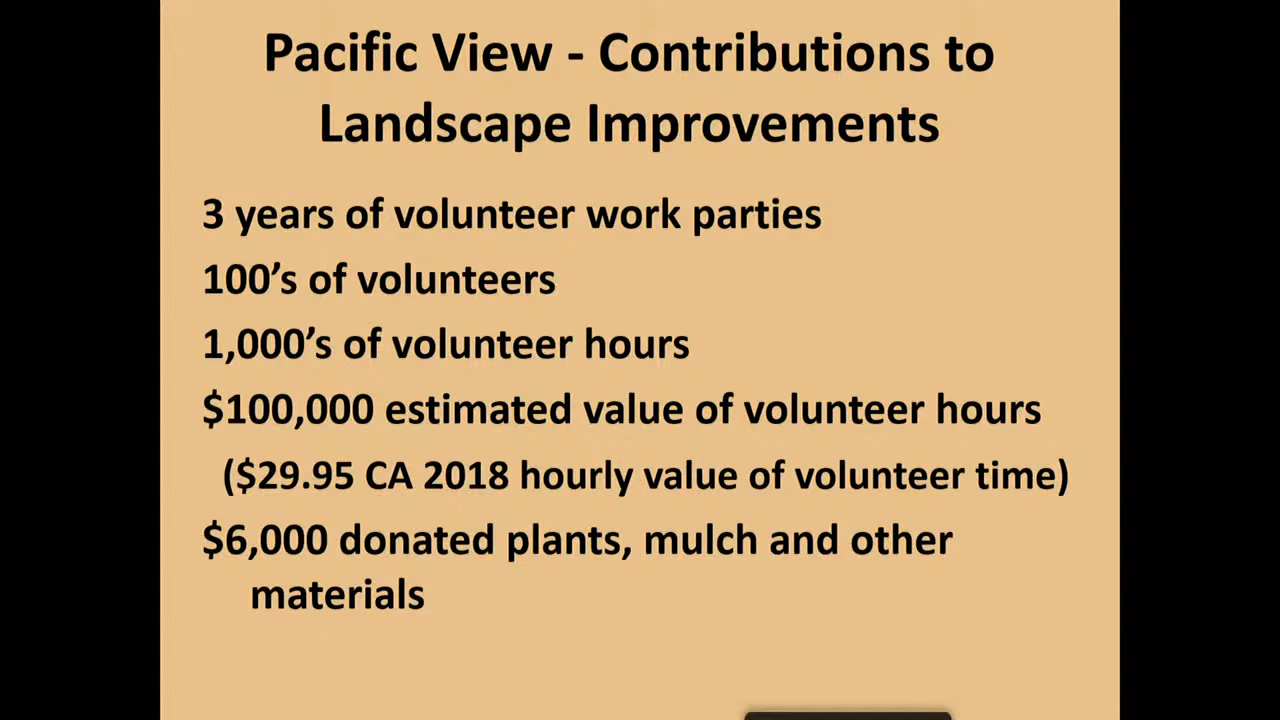 Pacific View - Contributions to
Landscape Improvements
3 years of volunteer work parties
100’s of volunteers
1,000’s of volunteer hours
$100,000 estimated value of volunteer hours
($29.95 CA 2018 hourly value of volunteer time)
$6,000 donated plants, mulch and other
materials